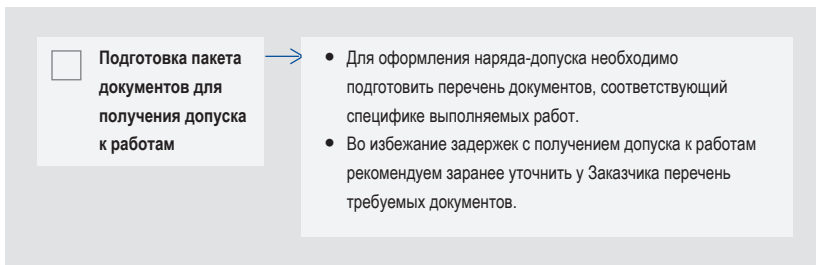 Подготовка пакета
документов для
получения допуска
к работам
● Для оформления наряда-допуска необходимо
подготовить перечень документов, соответствующий
специфике выполняемых работ.
● Во избежание задержек с получением допуска к работам
рекомендуем заранее уточнить у Заказчика перечень
требуемых документов.